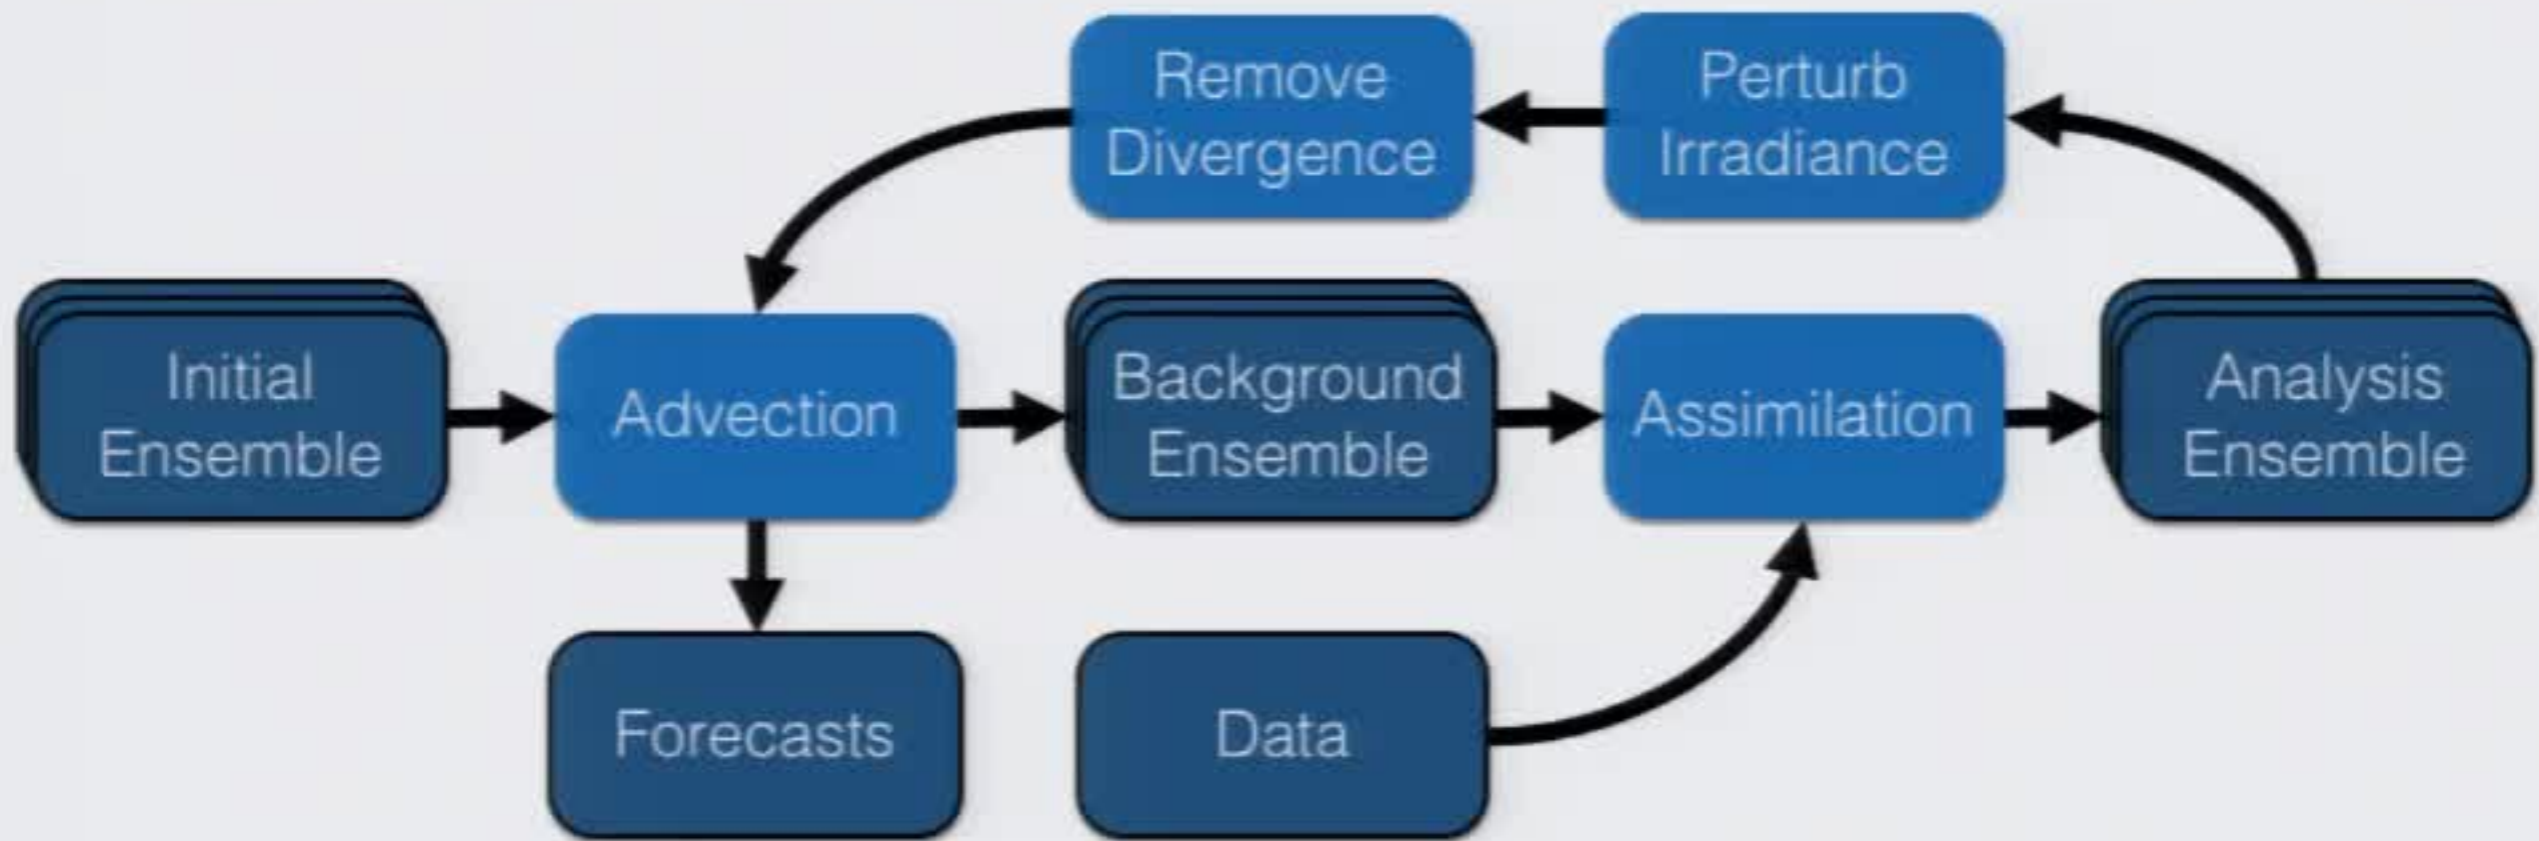 Remove
Divergence
Perturb
Irradiance
Initial
Ensemble
Advection
Background
Ensemble
Assimilation
Analysis
Ensemble
Forecasts
Data